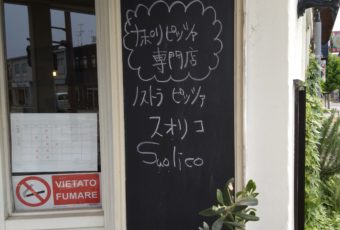 ナポリピッツァ
専門店
ノストラ ピッツァ
スオリコ
Suolico
VIETATO
FUMARE